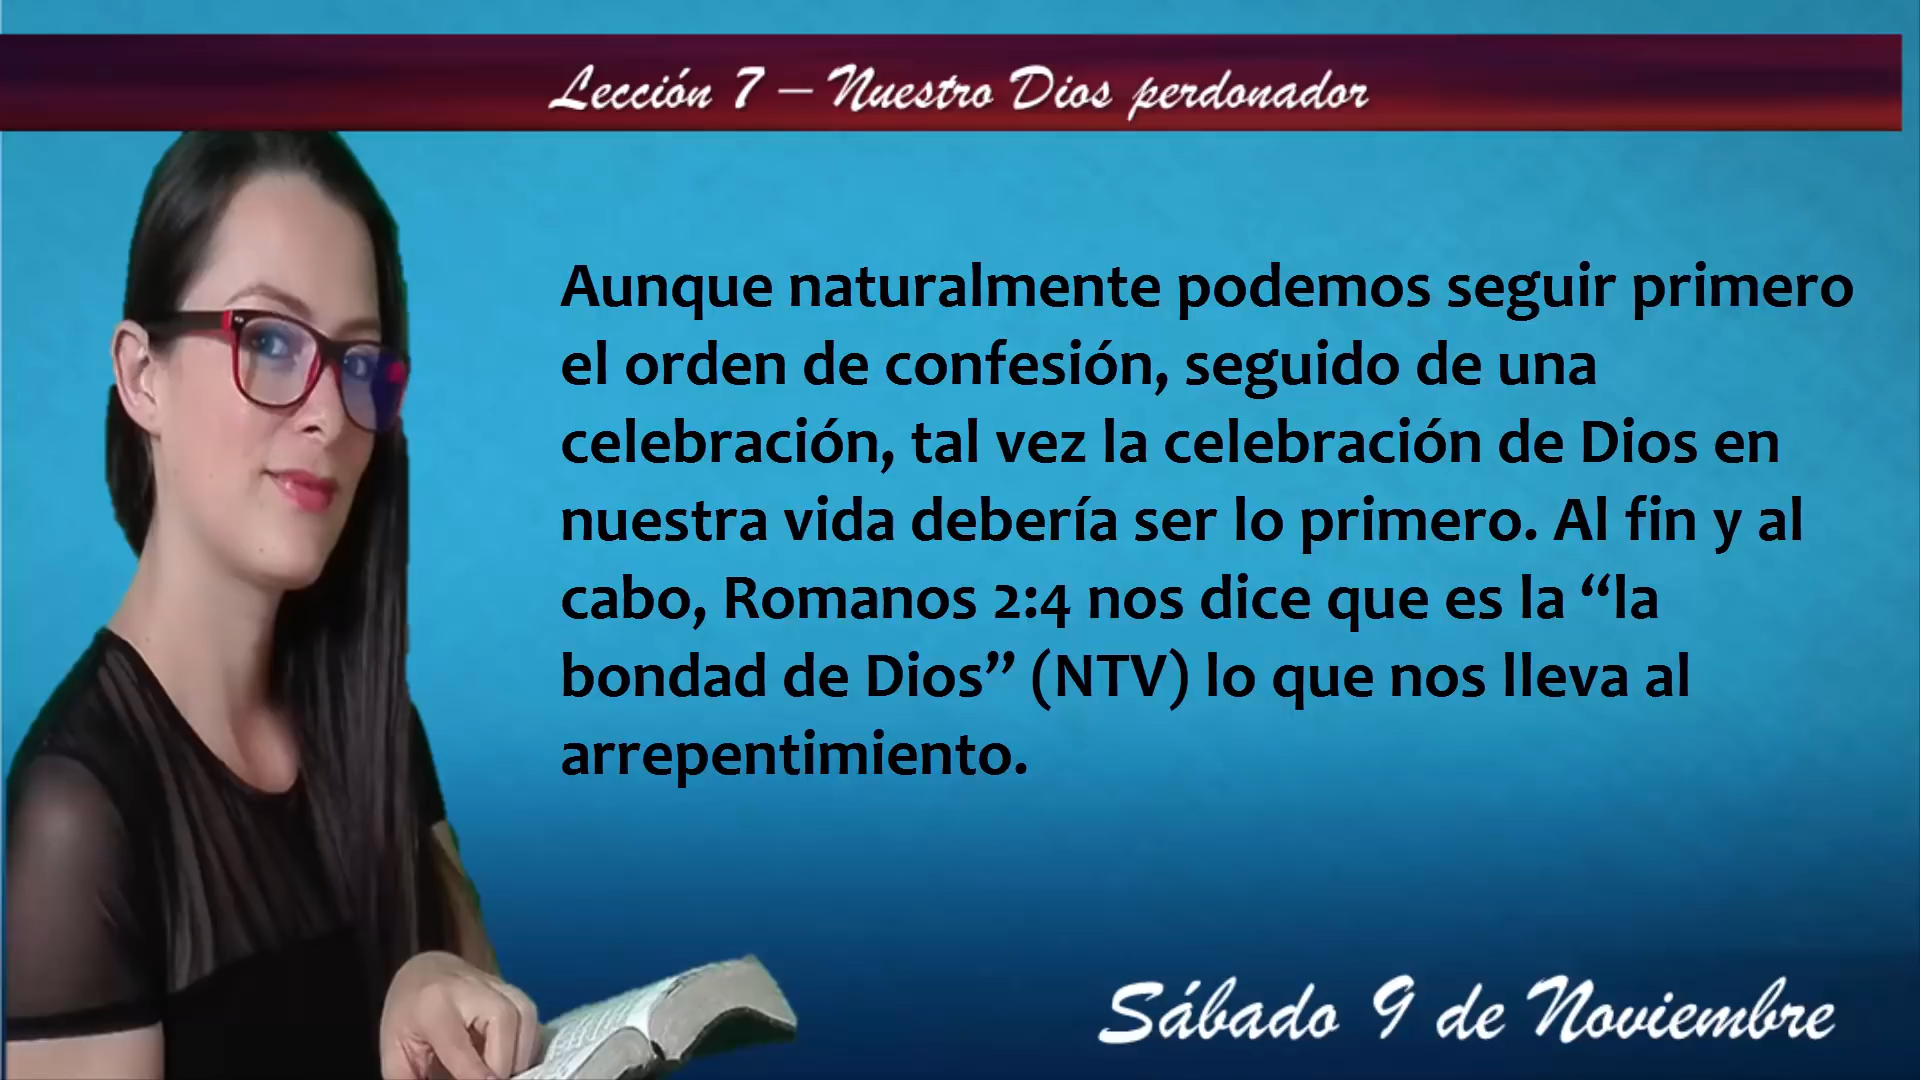 Lección 7 – Nuestro Dios perdonador
Aunque naturalmente podemos seguir primero
el orden de confesión, seguido de una
celebración, tal vez la celebración de Dios en
nuestra vida debería ser lo primero. Al fin y al
cabo, Romanos 2:4 nos dice que es la “la
bondad de Dios” (NTV) lo que nos lleva al
arrepentimiento.
Sábado 9 de Noviembre